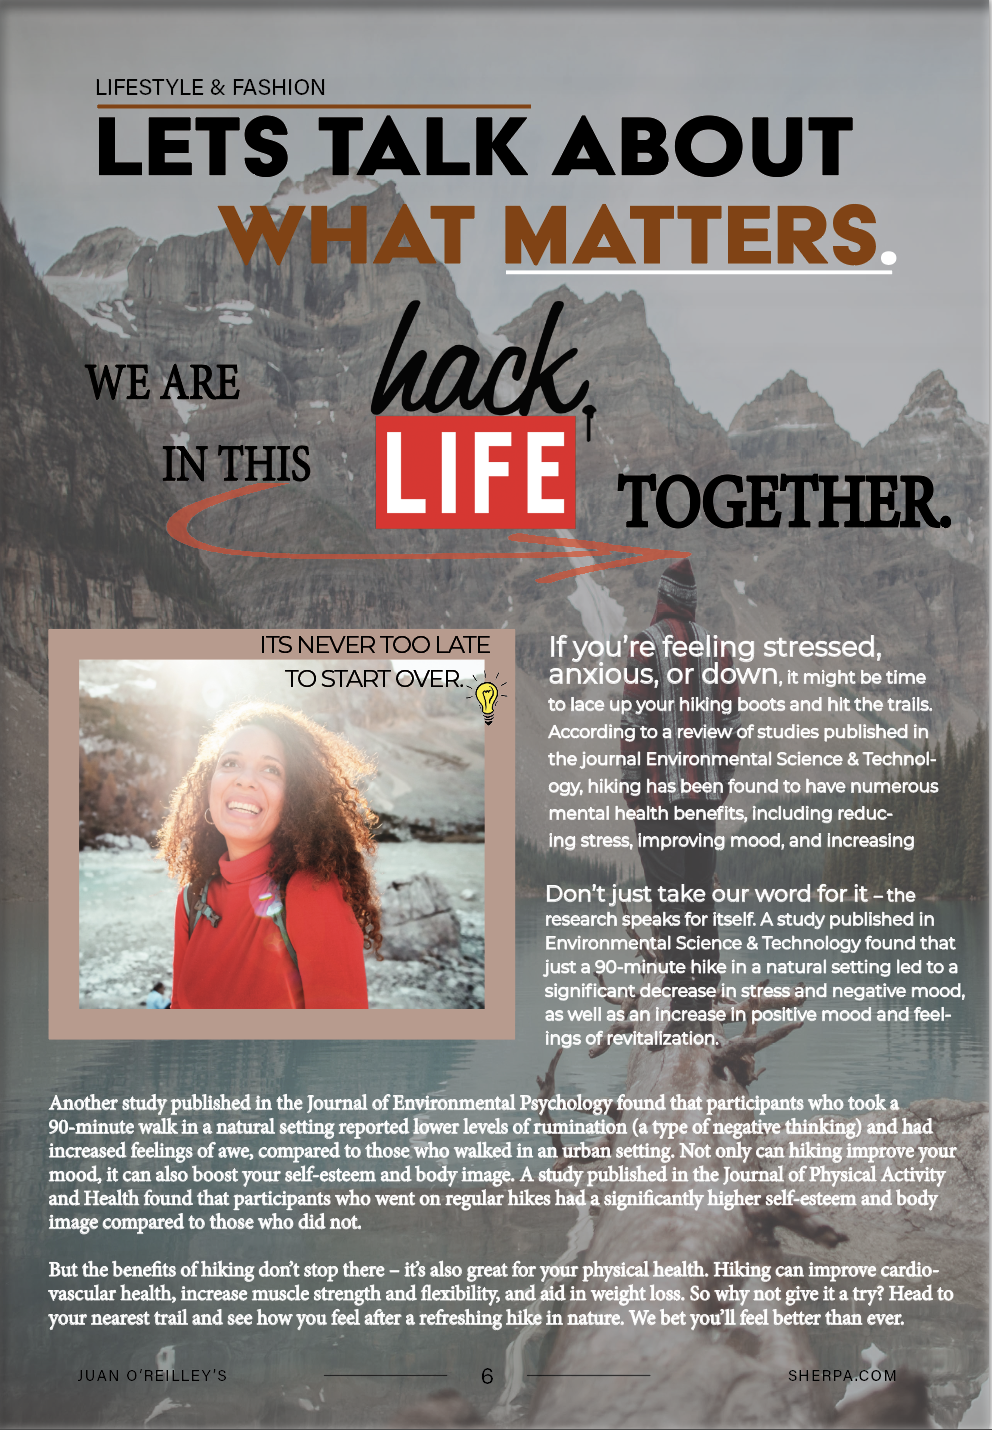 LIFESTYLE & FASHION
LETS TALK ABOUT
WHAT MATTERS.
WE ARE
IN THIS
hack.
LIFE
TOGETHER.
ITS NEVER TOO LATE
TO START OVER.
If you're feeling stressed,
anxious, or down, it might be time
to lace up your hiking boots and hit the trails.
According to a review of studies published in
the journal Environmental Science & Technol-
ogy, hiking has been found to have numerous
mental health benefits, including reduc-
ing stress, improving mood, and increasing
Don't just take our word for it – the
research speaks for itself. A study published in
Environmental Science & Technology found that
just a 90-minute hike in a natural setting led to a
significant decrease in stress and negative mood,
as well as an increase in positive mood and feel-
ings of revitalization.
Another study published in the Journal of Environmental Psychology found that participants who took a
90-minute walk in a natural setting reported lower levels of rumination (a type of negative thinking) and had
increased feelings of awe, compared to those who walked in an urban setting. Not only can hiking improve your
mood, it can also boost your self-esteem and body image. A study published in the Journal of Physical Activity
and Health found that participants who went on regular hikes had a significantly higher self-esteem and body
image compared to those who did not.
But the benefits of hiking don't stop there – it's also great for your physical health. Hiking can improve cardio-
vascular health, increase muscle strength and flexibility, and aid in weight loss. So why not give it a try? Head to
your nearest trail and see how you feel after a refreshing hike in nature. We bet you'll feel better than ever.
JUAN O'REILLEY'S
6
SHERPA.COM